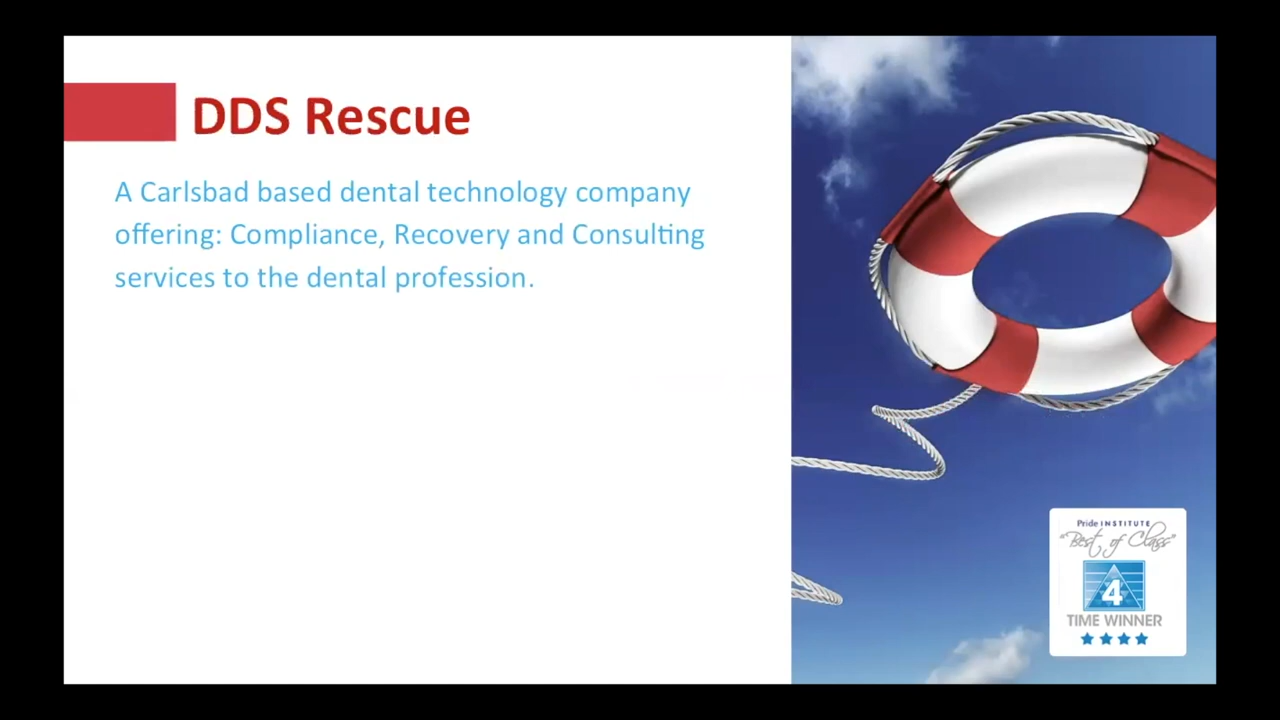 DDS Rescue
A Carlsbad based dental technology company
offering: Compliance, Recovery and Consulting
services to the dental profession.
Pride INSTITUTE
"Best of Class"
4
TIME WINNER